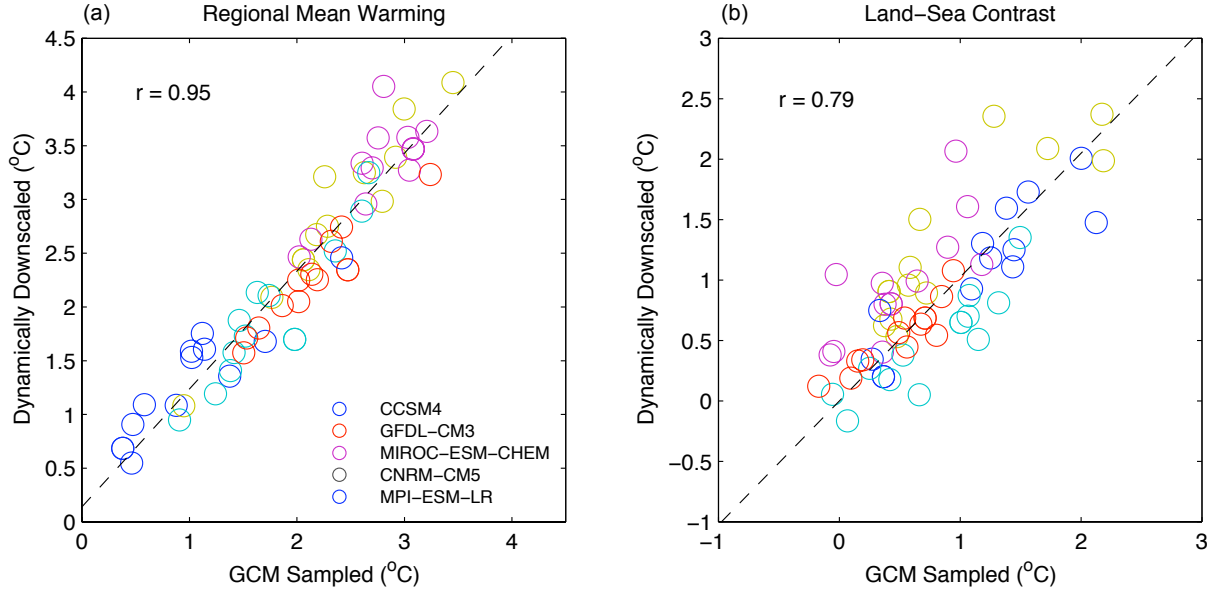 (a) Regional Mean Warming
r = 0.95
Dynamically Downscaled (°C)
4.5
4
3.5
3
2.5
2
1.5
1
0.5
0
CCSM4
GFDL−CM3
MIROC−ESM−CHEM
CNRM−CM5
MPI−ESM−LR
0 1 2 3 4
GCM Sampled (°C)
(b) Land−Sea Contrast
r = 0.79
Dynamically Downscaled (°C)
3
2.5
2
1.5
1
0.5
0
−0.5
−1
−1 0 1 2 3
GCM Sampled (°C)